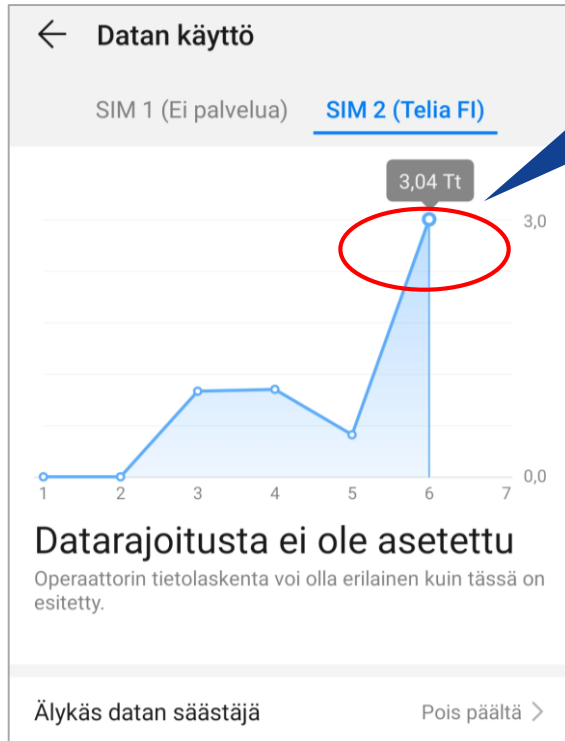 Datan käyttö
SIM 1 (Ei palvelua) SIM 2 (Telia FI)
3,04 Tt
3,0
0,0
1 2 3 4 5 6 7
Datarajoitusta ei ole asetettu
Operaattorin tietolaskenta voi olla erilainen kuin tässä on
esitetty.
Älykäs datan säästäjä Pois päältä